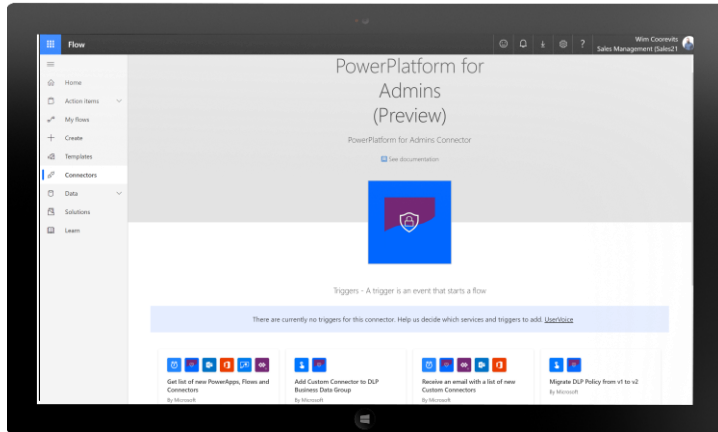 Flow
Wim Coorevits
Sales Management (Sales21
Home
Action items
My flows
Create
Templates
Connectors
Data
Solutions
Learn
PowerPlatform for
Admins
(Preview)
PowerPlatform for Admins Connector
See documentation
Triggers - A trigger is an event that starts a flow
There are currently no triggers for this connector. Help us decide which services and triggers to add. UserVoice
Get list of new PowerApps, Flows and
Connectors
By Microsoft
Add Custom Connector to DLP
Business Data Group
By Microsoft
Receive an email with a list of new
Custom Connectors
By Microsoft
Migrate DLP Policy from v1 to v2
By Microsoft